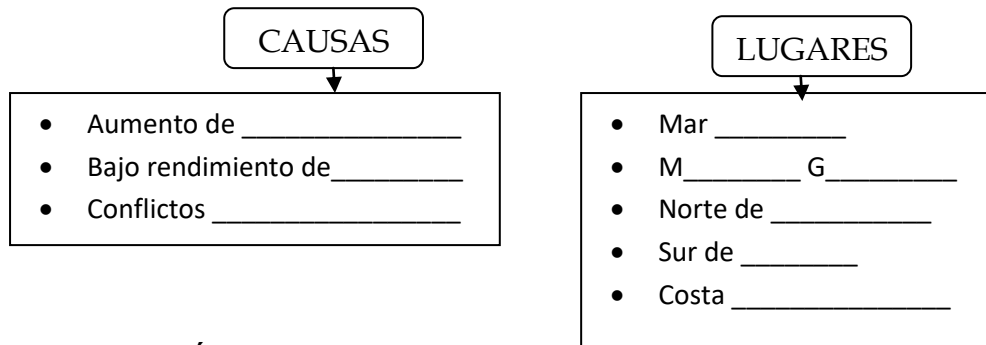 CAUSAS
• Aumento de _______________
• Bajo rendimiento de_________
• Conflictos _________________
LUGARES
• Mar _________
• M________ G_________
• Norte de ___________
• Sur de ________
• Costa _______________